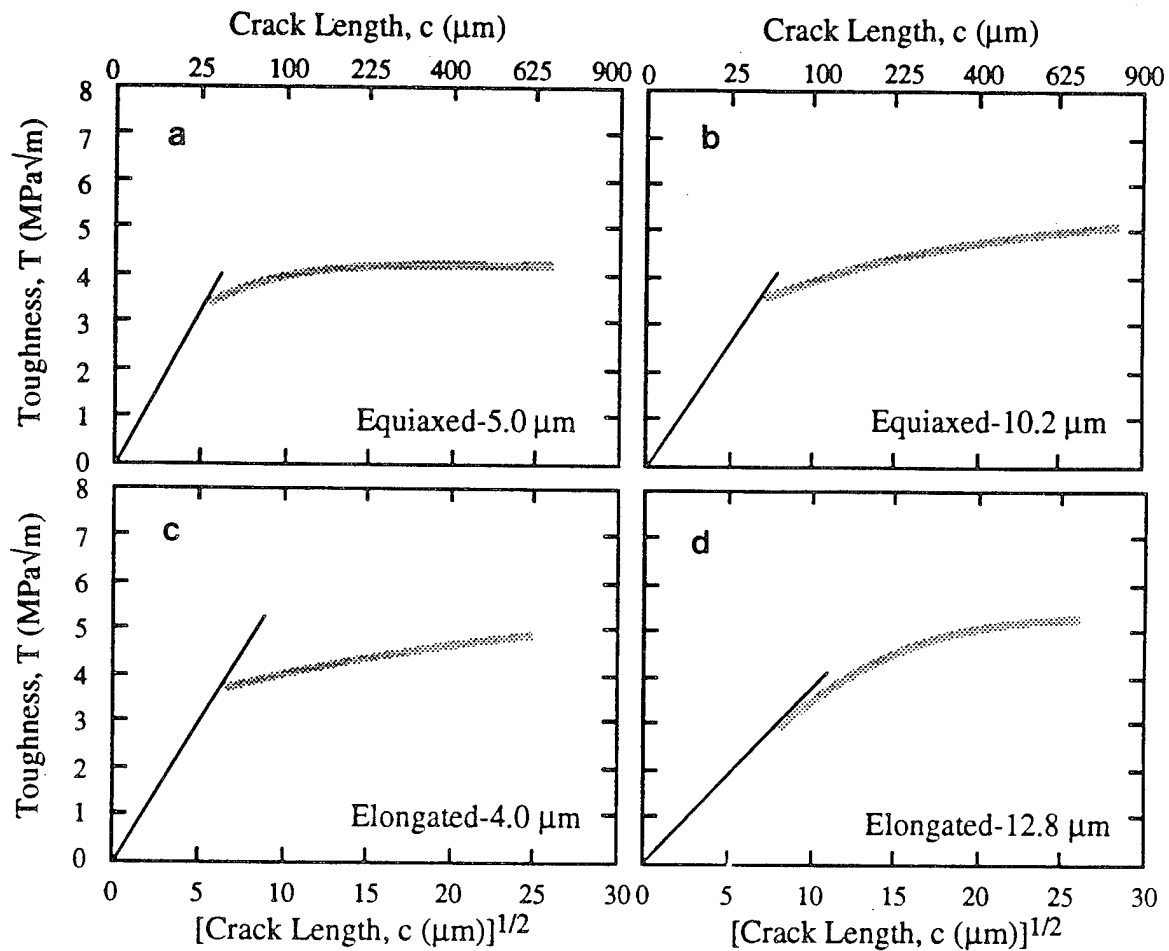 Crack Length, c (μm)
0 25 100 225 400 625 900
Crack Length, c (μm)
0 25 100 225 400 625 900
Toughness, T (MPa√m)
8
7
6
5
4
3
2
1
0
a
Equiaxed-5.0 μm
b
Equiaxed-10.2 μm
Toughness, T (MPa√m)
8
7
6
5
4
3
2
1
0
c
Elongated-4.0 μm
d
Elongated-12.8 μm
0 5 10 15 20 25 30
[Crack Length, c (μm)]1/2
0 5 10 15 20 25 30
[Crack Length, c (μm)]1/2